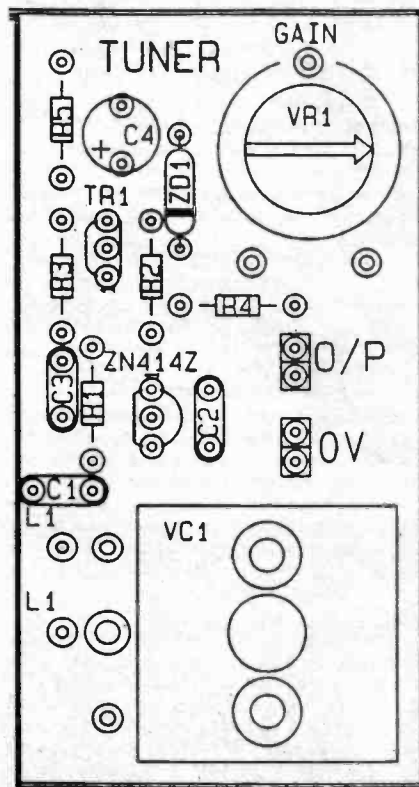 GAIN
TUNER
VR1
R5
C4
+
ZD1
TR1
R3
R2
R4
ZN414Z
O/P
C3
R1
C2
0V
C1
L1
VC1
L1